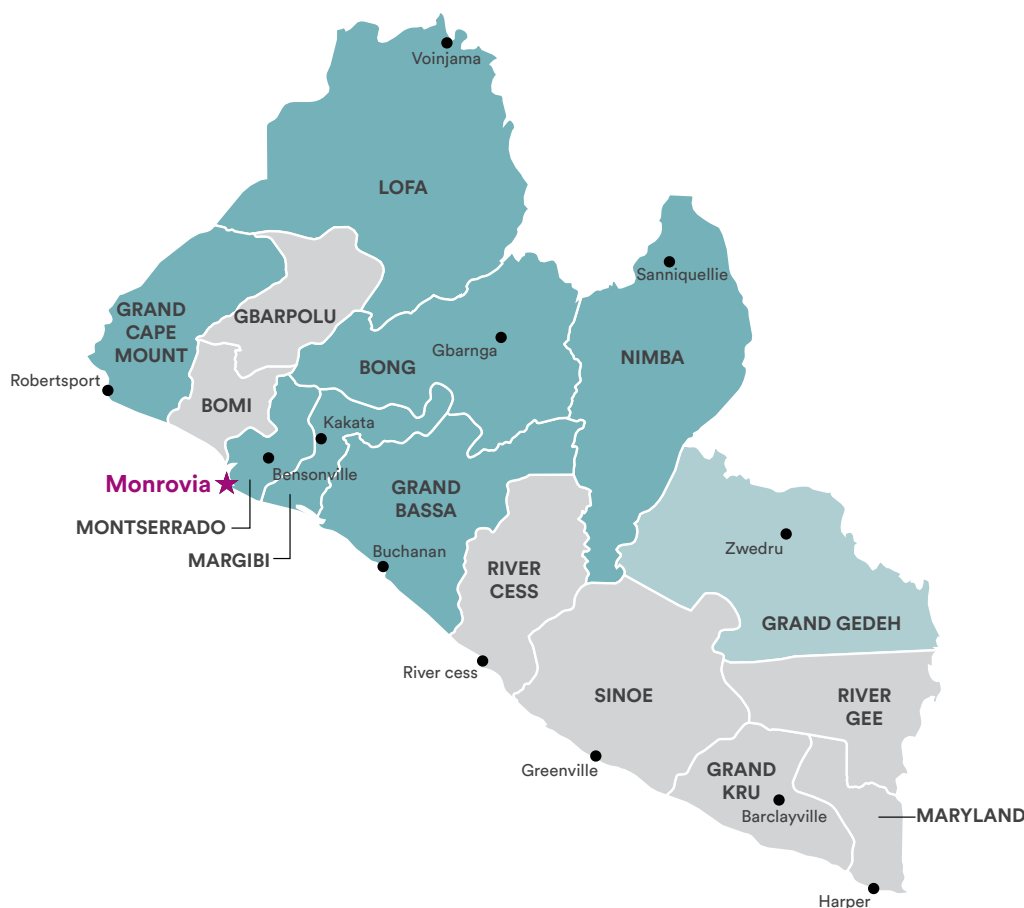 Voinjama
LOFA
Sanniquellie
GRAND
CAPE
MOUNT
GBARPOLU
Gbarnga
NIMBA
BONG
Robertsport
BOMI
Kakata
Bensonville
Monrovia
GRAND
BASSA
MONTSERRADO
MARGIBI
Buchanan
Zwedru
RIVER
CESS
GRAND GEDEH
River cess
SINOE
RIVER
GEE
Greenville
GRAND
KRU
Barclayville
MARYLAND
Harper